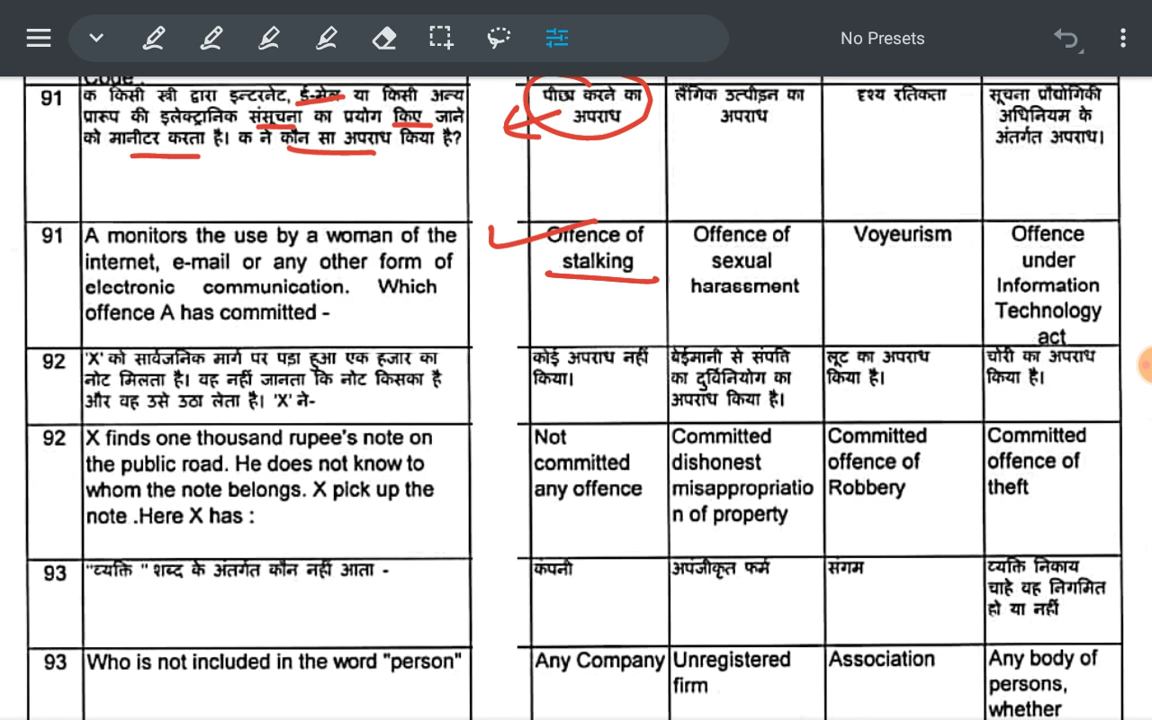 No Presets
Code .
91
क किसी स्त्री द्वारा इन्टरनेट, ई-मेल या किसी अन्य
प्रारूप की इलेक्ट्रानिक संसूचना का प्रयोग किए जाने
को मानीटर करता है। क ने कौन सा अपराध किया है?
पीछा करने का
अपराध
लैंगिक उत्पीड़न का
अपराध
दृश्य रतिकता
सूचना प्रौद्योगिकी
अधिनियम के
अंतर्गत अपराध।
91
A monitors the use by a woman of the
internet, e-mail or any other form of
electronic communication. Which
offence A has committed -
Offence of
stalking
Offence of
sexual
harassment
Voyeurism
Offence
under
Information
Technology
act
92
'X' को सार्वजनिक मार्ग पर पड़ा हुआ एक हजार का
नोट मिलता है। वह नहीं जानता कि नोट किसका है
और वह उसे उठा लेता है। 'X' ने-
कोई अपराध नहीं
किया।
बेईमानी से संपति
का दुर्विनियोग का
अपराध किया है।
लूट का अपराध
किया है।
चोरी का अपराध
किया है।
92
X finds one thousand rupee's note on
the public road. He does not know to
whom the note belongs. X pick up the
note .Here X has :
Not
committed
any offence
Committed
dishonest
misappropriatio
n of property
Committed
offence of
Robbery
Committed
offence of
theft
93
"व्यक्ति " शब्द के अंतर्गत कौन नहीं आता -
कंपनी
अपंजीकृत फर्म
संगम
व्यक्ति निकाय
चाहे वह निगमित
हो या नहीं
93
Who is not included in the word "person"
Any Company
Unregistered
firm
Association
Any body of
persons,
whether